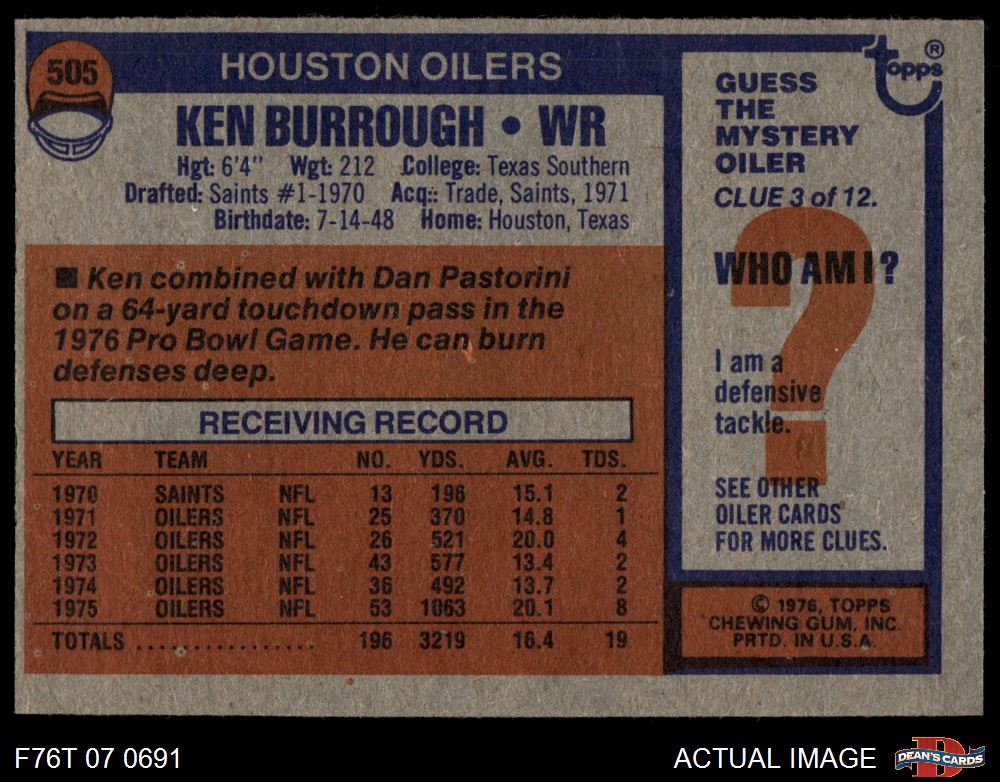 505
HOUSTON OILERS
KEN BURROUGH • WR
Hgt: 6'4" Wgt: 212 College: Texas Southern
Drafted: Saints #1-1970 Acq:: Trade, Saints, 1971
Birthdate: 7-14-48 Home: Houston, Texas
■ Ken combined with Dan Pastorini
on a 64-yard touchdown pass in the
1976 Pro Bowl Game. He can burn
defenses deep.
RECEIVING RECORD
YEAR TEAM NO. YDS. AVG. TDS.
1970 SAINTS NFL 13 196 15.1 2
1971 OILERS NFL 25 370 14.8 1
1972 OILERS NFL 26 521 20.0 4
1973 OILERS NFL 43 577 13.4 2
1974 OILERS NFL 36 492 13.7 2
1975 OILERS NFL 53 1063 20.1 8
TOTALS ................ 196 3219 16.4 19
topps ®
GUESS
THE
MYSTERY
OILER
CLUE 3 of 12.
WHO AM I?
?
I am a
defensive
tackle.
SEE OTHER
OILER CARDS
FOR MORE CLUES.
© 1976, TOPPS
CHEWING GUM, INC.
PRTD. IN U.S.A.
F76T 07 0691
ACTUAL IMAGE
D
DEAN'S CARDS